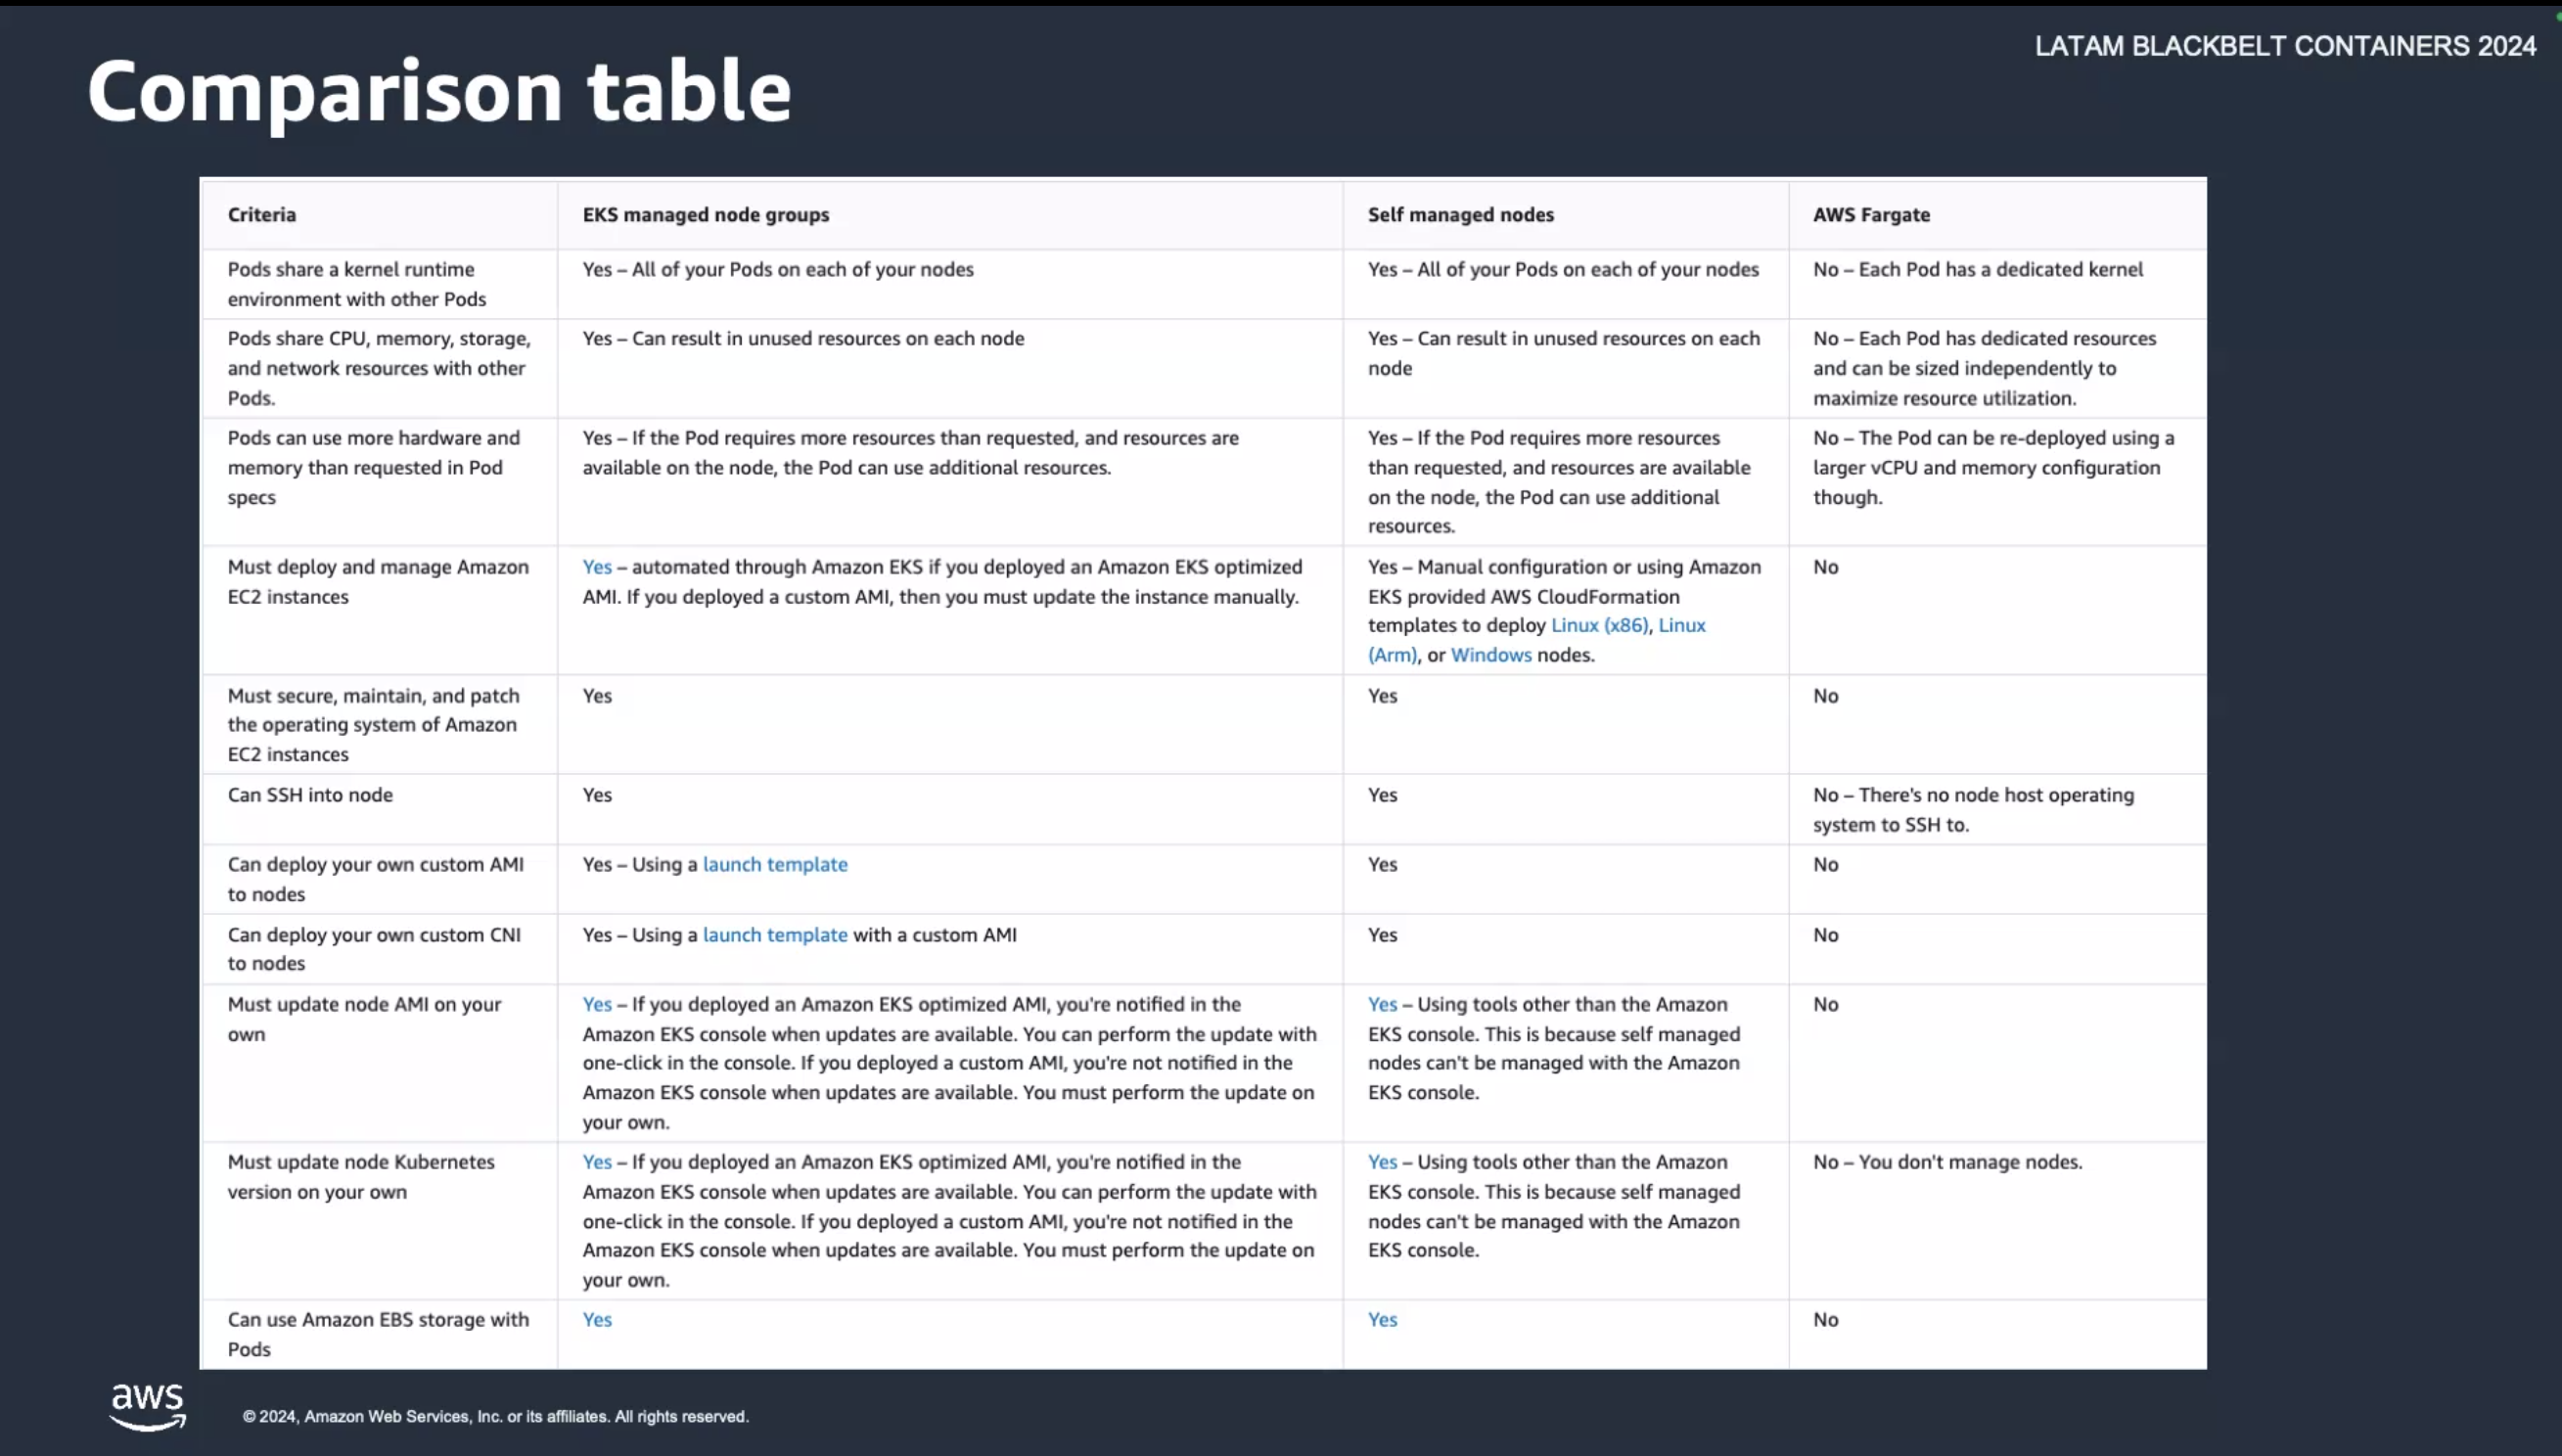 LATAM BLACKBELT CONTAINERS 2024
Comparison table
Criteria
EKS managed node groups
Self managed nodes
AWS Fargate
Pods share a kernel runtime
environment with other Pods
Yes – All of your Pods on each of your nodes
Yes – All of your Pods on each of your nodes
No – Each Pod has a dedicated kernel
Pods share CPU, memory, storage,
and network resources with other
Pods.
Yes – Can result in unused resources on each node
Yes – Can result in unused resources on each
node
No – Each Pod has dedicated resources
and can be sized independently to
maximize resource utilization.
Pods can use more hardware and
memory than requested in Pod
specs
Yes – If the Pod requires more resources than requested, and resources are
available on the node, the Pod can use additional resources.
Yes – If the Pod requires more resources
than requested, and resources are available
on the node, the Pod can use additional
resources.
No – The Pod can be re-deployed using a
larger vCPU and memory configuration
though.
Must deploy and manage Amazon
EC2 instances
Yes – automated through Amazon EKS if you deployed an Amazon EKS optimized
AMI. If you deployed a custom AMI, then you must update the instance manually.
Yes – Manual configuration or using Amazon
EKS provided AWS CloudFormation
templates to deploy Linux (x86), Linux
(Arm), or Windows nodes.
No
Must secure, maintain, and patch
the operating system of Amazon
EC2 instances
Yes
Yes
No
Can SSH into node
Yes
Yes
No – There's no node host operating
system to SSH to.
Can deploy your own custom AMI
to nodes
Yes – Using a launch template
Yes
No
Can deploy your own custom CNI
to nodes
Yes – Using a launch template with a custom AMI
Yes
No
Must update node AMI on your
own
Yes – If you deployed an Amazon EKS optimized AMI, you're notified in the
Amazon EKS console when updates are available. You can perform the update with
one-click in the console. If you deployed a custom AMI, you're not notified in the
Amazon EKS console when updates are available. You must perform the update on
your own.
Yes – Using tools other than the Amazon
EKS console. This is because self managed
nodes can't be managed with the Amazon
EKS console.
No
Must update node Kubernetes
version on your own
Yes – If you deployed an Amazon EKS optimized AMI, you're notified in the
Amazon EKS console when updates are available. You can perform the update with
one-click in the console. If you deployed a custom AMI, you're not notified in the
Amazon EKS console when updates are available. You must perform the update on
your own.
Yes – Using tools other than the Amazon
EKS console. This is because self managed
nodes can't be managed with the Amazon
EKS console.
No – You don't manage nodes.
Can use Amazon EBS storage with
Pods
Yes
Yes
No
aws
© 2024, Amazon Web Services, Inc. or its affiliates. All rights reserved.